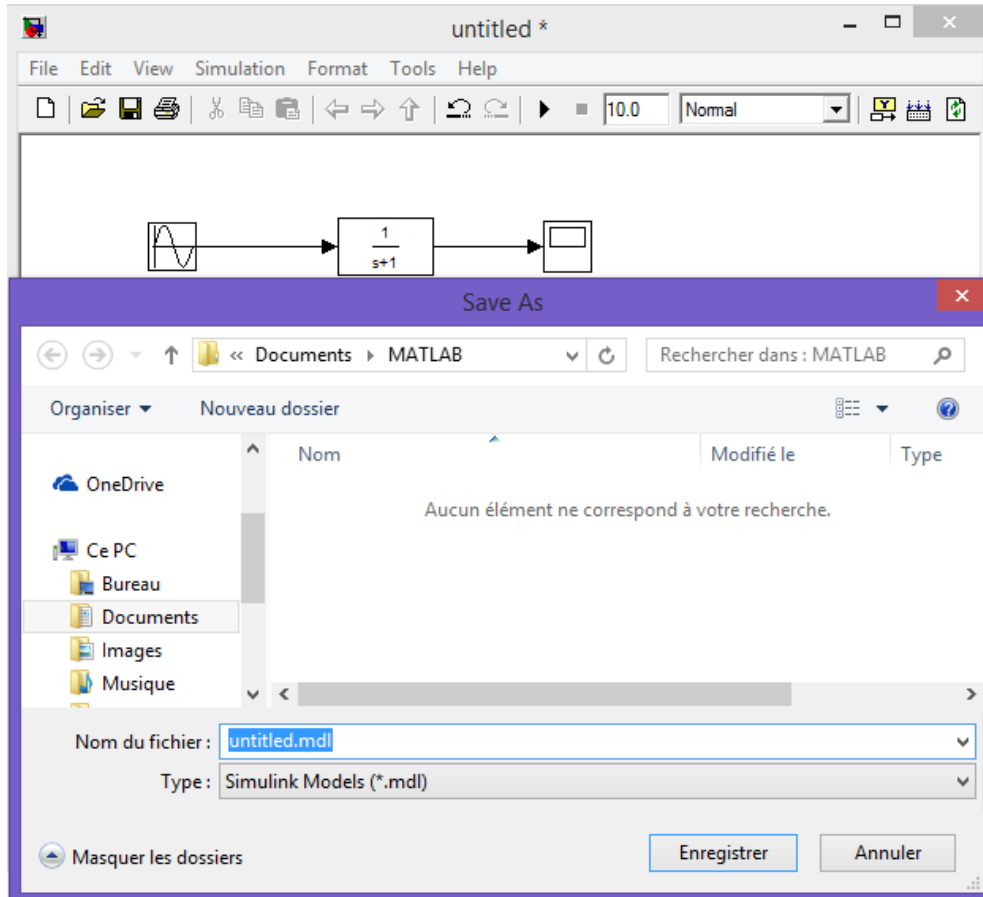 untitled *
File Edit View Simulation Format Tools Help
10.0 Normal
1
s+1
Save As
« Documents MATLAB Rechercher dans : MATLAB
Organiser Nouveau dossier
Nom Modifié le Type
Aucun élément ne correspond à votre recherche.
OneDrive
Ce PC
Bureau
Documents
Images
Musique
Nom du fichier : untitled.mdl
Type : Simulink Models (*.mdl)
Masquer les dossiers Enregistrer Annuler